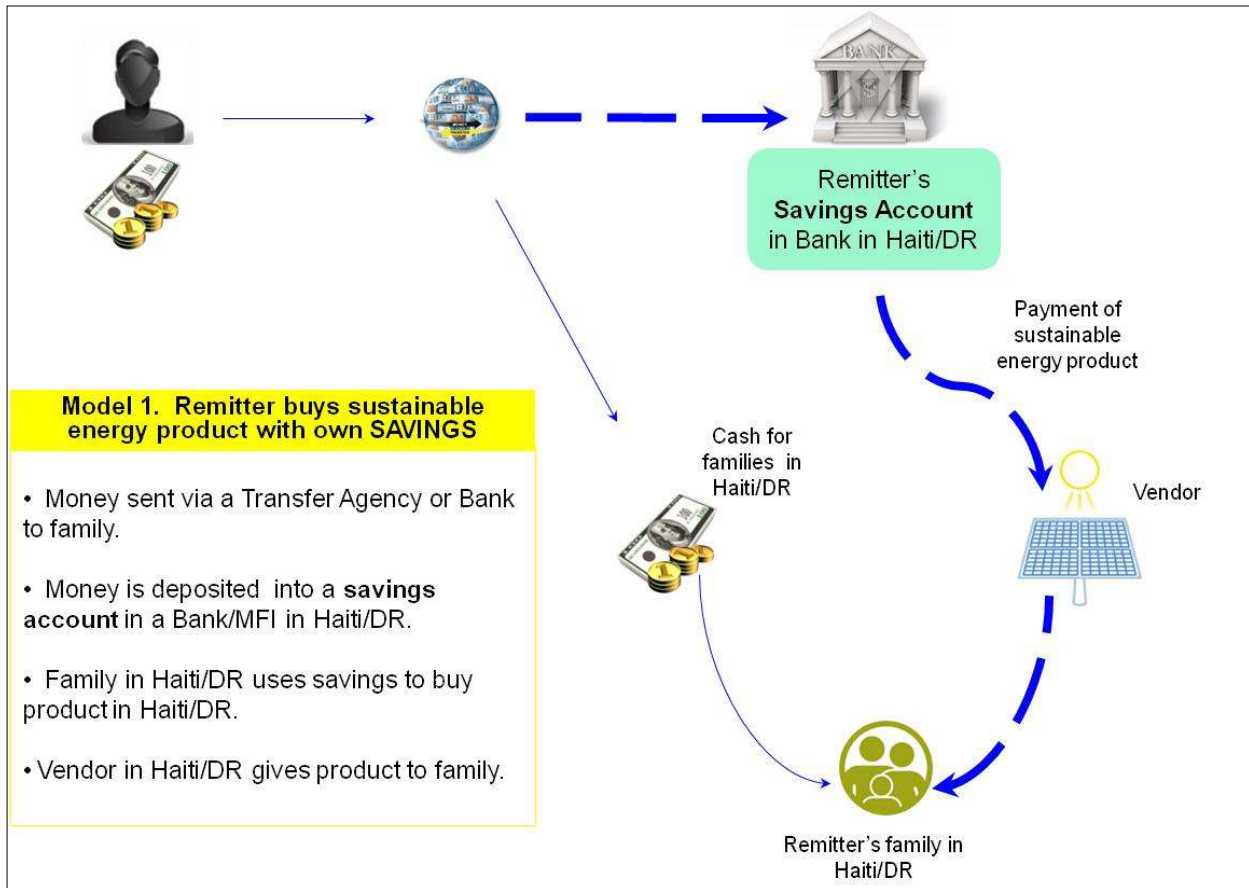 BANK
Remitter's
Savings Account
in Bank in Haiti/DR
Payment of
sustainable
energy product
Model 1. Remitter buys sustainable
energy product with own SAVINGS
• Money sent via a Transfer Agency or Bank
to family.
• Money is deposited into a savings
account in a Bank/MFI in Haiti/DR.
• Family in Haiti/DR uses savings to buy
product in Haiti/DR.
• Vendor in Haiti/DR gives product to family.
Cash for
families in
Haiti/DR
Vendor
Remitter's family in
Haiti/DR